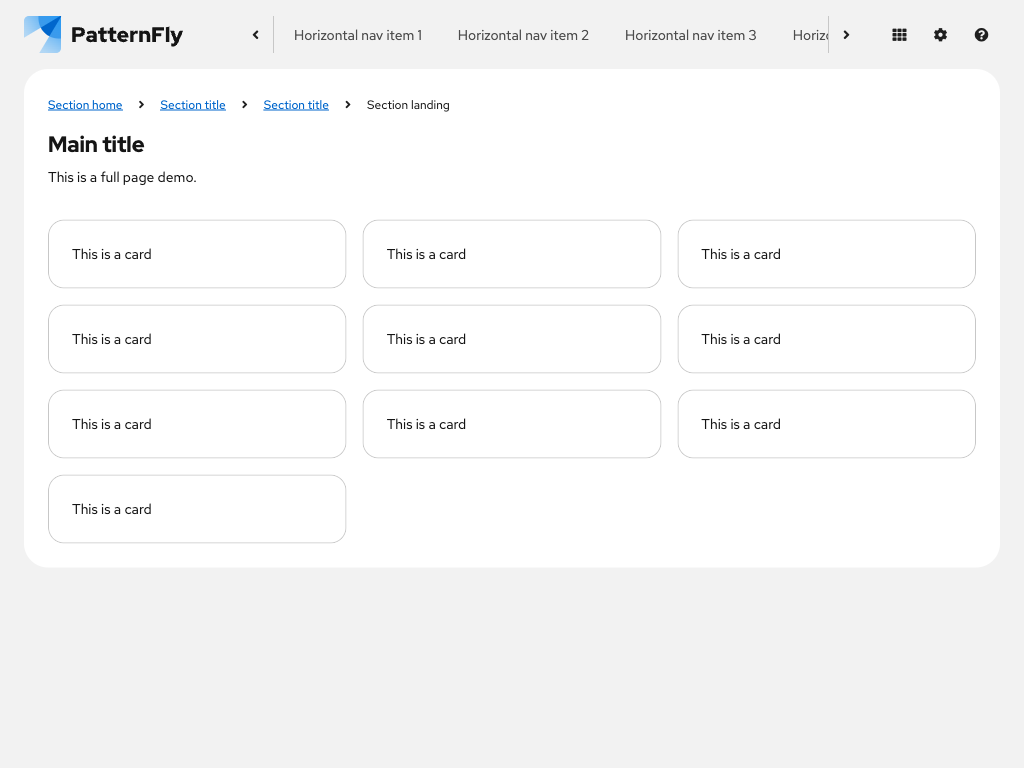 PatternFly
Horizontal nav item 1 Horizontal nav item 2 Horizontal nav item 3 Horiz
Section home Section title Section title Section landing
Main title
This is a full page demo.
This is a card This is a card This is a card
This is a card This is a card This is a card
This is a card This is a card This is a card
This is a card